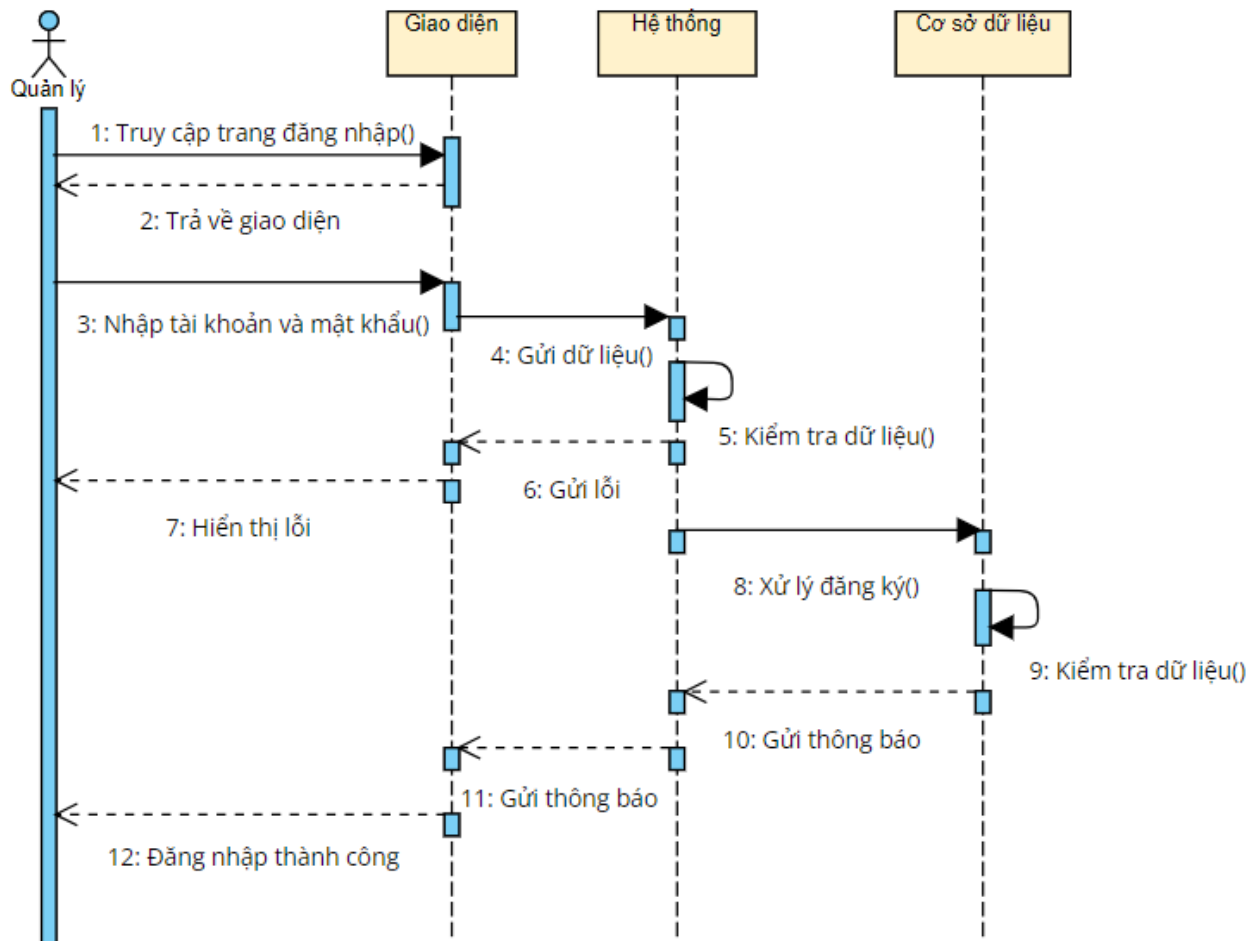 Giao diện
Hệ thống
Cơ sở dữ liệu
Quản lý
1: Truy cập trang đăng nhập()
2: Trả về giao diện
3: Nhập tài khoản và mật khẩu()
4: Gửi dữ liệu()
5: Kiểm tra dữ liệu()
6: Gửi lỗi
7: Hiển thị lỗi
8: Xử lý đăng ký()
9: Kiểm tra dữ liệu()
10: Gửi thông báo
11: Gửi thông báo
12: Đăng nhập thành công